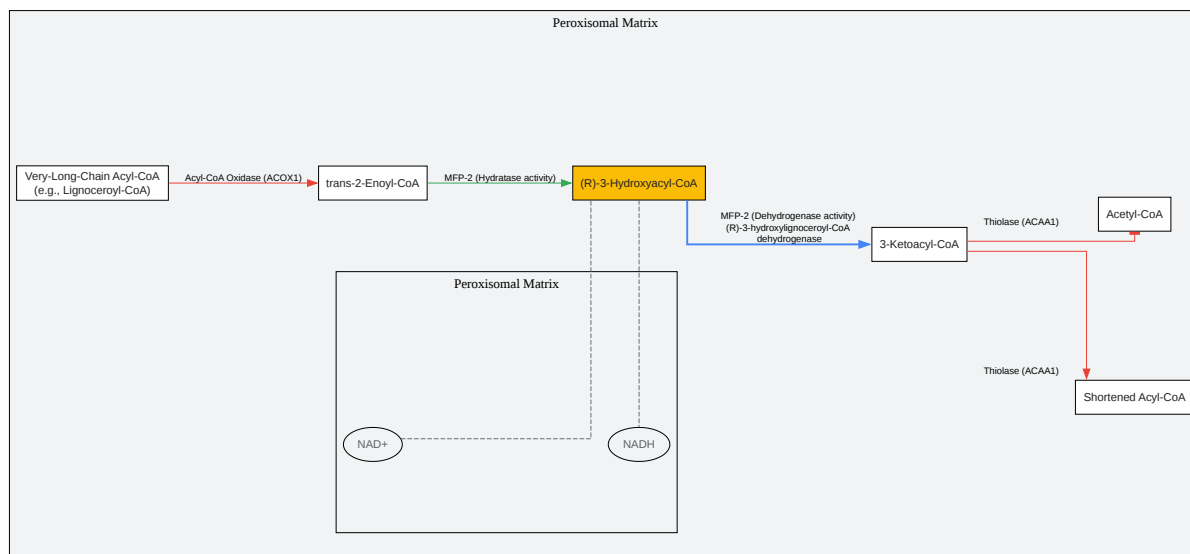 Peroxisomal Matrix
Very-Long-Chain Acyl-CoA
(e.g., Lignoceroyl-CoA)
Acyl-CoA Oxidase (ACOX1)
trans-2-Enoyl-CoA
MFP-2 (Hydratase activity)
(R)-3-Hydroxyacyl-CoA
MFP-2 (Dehydrogenase activity)
(R)-3-hydroxylignoceroyl-CoA
dehydrogenase
3-Ketoacyl-CoA
Thiolase (ACAA1)
Acetyl-CoA
Thiolase (ACAA1)
Shortened Acyl-CoA
Peroxisomal Matrix
NAD+
NADH